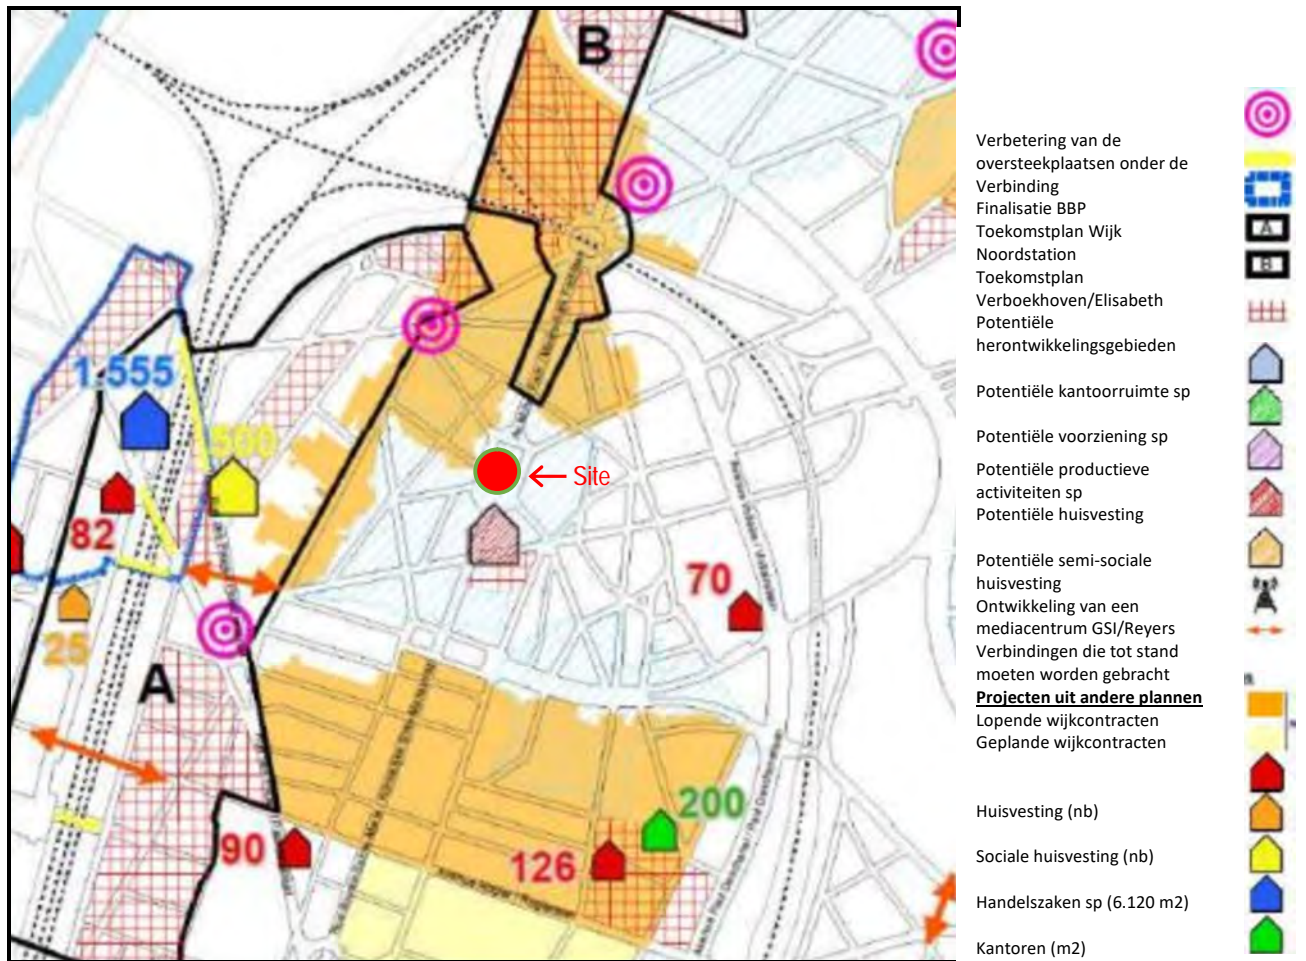 B
1.555
500
Site
82
70
25
A
200
90
126
Verbetering van de
oversteekplaatsen onder de
Verbinding
Finalisatie BBP
Toekomstplan Wijk
Noordstation
Toekomstplan
Verboekhoven/Elisabeth
Potentiële
herontwikkelingsgebieden
Potentiële kantoorruimte sp
Potentiële voorziening sp
Potentiële productieve
activiteiten sp
Potentiële huisvesting
Potentiële semi-sociale
huisvesting
Ontwikkeling van een
mediacentrum GSI/Reyers
Verbindingen die tot stand
moeten worden gebracht
Projecten uit andere plannen
Lopende wijkcontracten
Geplande wijkcontracten
Huisvesting (nb)
Sociale huisvesting (nb)
Handelszaken sp (6.120 m2)
Kantoren (m2)
A
B